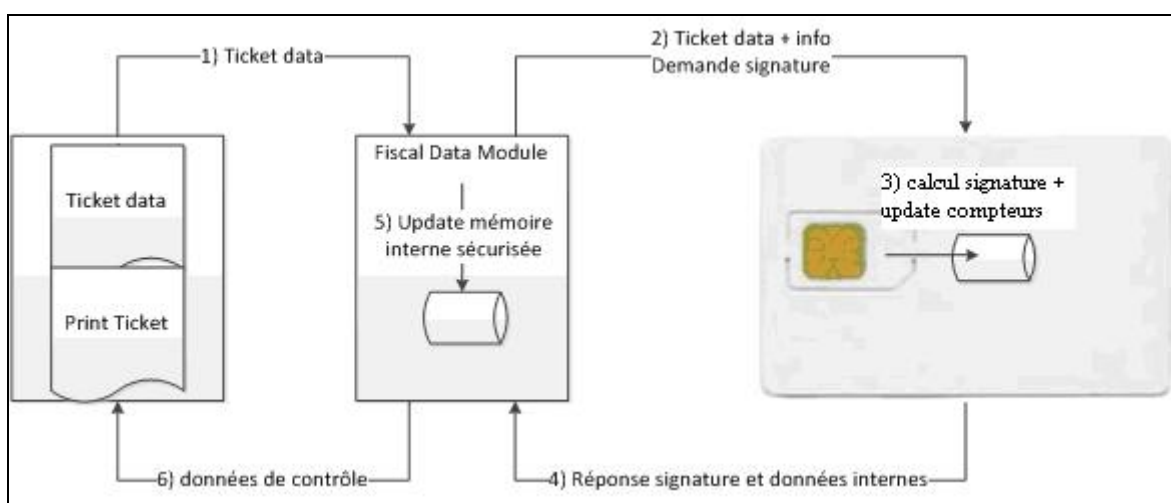 1) Ticket data
2) Ticket data + info
Demande signature
Fiscal Data Module
Ticket data
3) calcul signature +
update compteurs
5) Update mémoire
interne sécurisée
Print Ticket
6) données de contrôle
4) Réponse signature et données internes